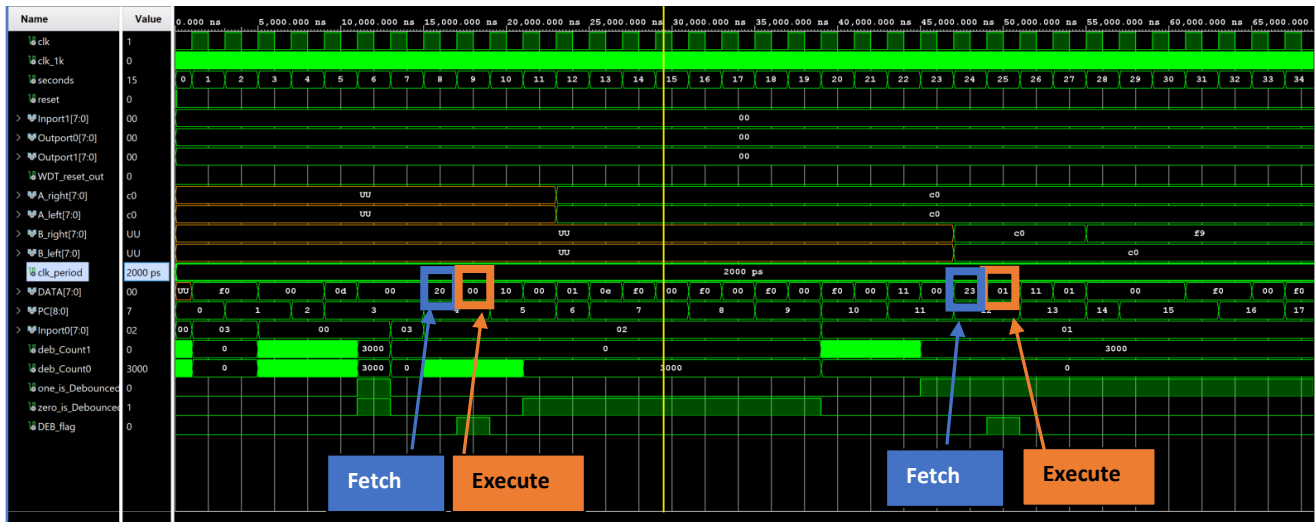 Name Value 0.000 ns 5,000.000 ns 10,000.000 ns 15,000.000 ns 20,000.000 ns 25,000.000 ns 30,000.000 ns 35,000.000 ns 40,000.000 ns 45,000.000 ns 50,000.000 ns 55,000.000 ns 60,000.000 ns 65,000.000
clk 1
clk_1k 0
seconds 15 0 1 2 3 4 5 6 7 8 9 10 11 12 13 14 15 16 17 18 19 20 21 22 23 24 25 26 27 28 29 30 31 32 33 34
reset 0
Inport1[7:0] 00 00
Outport0[7:0] 00 00
Outport1[7:0] 00 00
WDT_reset_out 0
A_right[7:0] c0 UU c0
A_left[7:0] c0 UU c0
B_right[7:0] UU UU c0 f9
B_left[7:0] UU UU c0
clk_period 2000 ps 2000 ps
DATA[7:0] 00 UU f0 00 0d 00 20 00 10 00 01 0e f0 00 f0 00 f0 00 f0 00 11 00 23 01 11 01 00 f0 00 f0
PC[8:0] 7 0 1 2 3 4 5 6 7 8 9 10 11 12 13 14 15 16 17
Inport0[7:0] 02 00 03 00 03 02 01
deb_Count1 0 0 3000 0 3000
deb_Count0 3000 0 3000 0 3000 0
one_is_Debounced 0
zero_is_Debounced 1
DEB_flag 0
Fetch Execute Fetch Execute